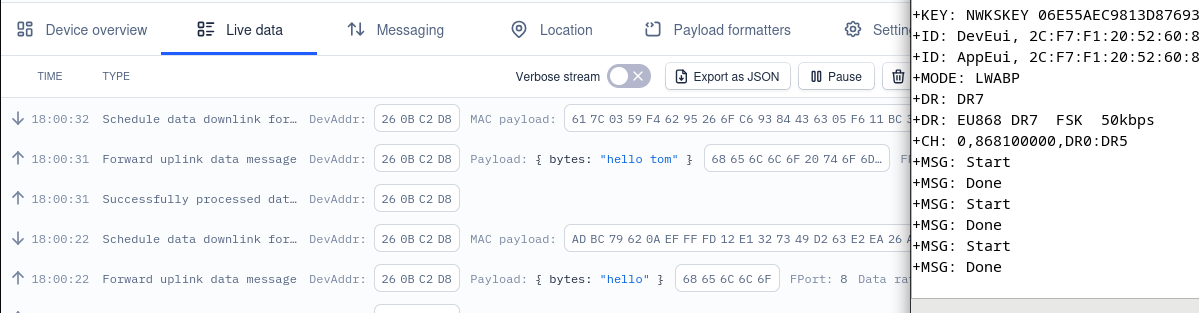 Device overview Live data Messaging Location Payload formatters
TIME TYPE Verbose stream Export as JSON Pause
18:00:32 Schedule data downlink for… DevAddr: 26 0B C2 D8 MAC payload: 61 7C 03 59 F4 62 95 26 6F C6 93 84 43 63 05 F6 11 BC
18:00:31 Forward uplink data message Payload: { bytes: "hello tom" } 68 65 6C 6C 6F 20 74 6F 6D…
18:00:31 Successfully processed dat… DevAddr: 26 0B C2 D8
18:00:22 Schedule data downlink for… DevAddr: 26 0B C2 D8 MAC payload: AD BC 79 62 0A EF FF FD 12 E1 32 73 49 D2 63 E2 EA 26
18:00:22 Forward uplink data message DevAddr: 26 0B C2 D8 Payload: { bytes: "hello" } 68 65 6C 6C 6F FPort: 8 Data
+KEY: NWKSKEY 06E55AEC9813D87693
+ID: DevEui, 2C:F7:F1:20:52:60:8
+ID: AppEui, 2C:F7:F1:20:52:60:8
+MODE: LWABP
+DR: DR7
+DR: EU868 DR7 FSK 50kbps
+CH: 0,868100000,DR0:DR5
+MSG: Start
+MSG: Done
+MSG: Start
+MSG: Done
+MSG: Start
+MSG: Done